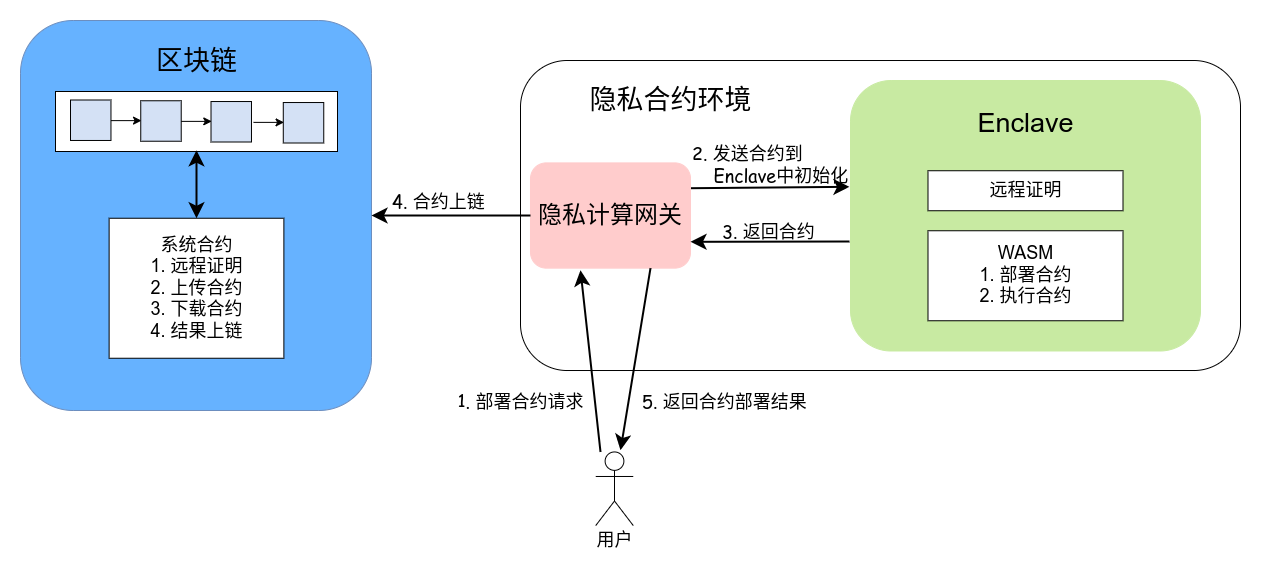 区块链
系统合约
1. 远程证明
2. 上传合约
3. 下载合约
4. 结果上链
4. 合约上链
隐私合约环境
隐私计算网关
2. 发送合约到
Enclave中初始化
3. 返回合约
Enclave
远程证明
WASM
1. 部署合约
2. 执行合约
1. 部署合约请求
5. 返回合约部署结果
用户